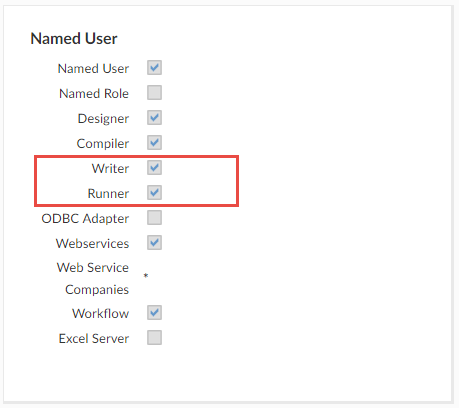 Named User
Named User
Named Role
Designer
Compiler
Writer
Runner
ODBC Adapter
Webservices
Web Service
Companies *
Workflow
Excel Server